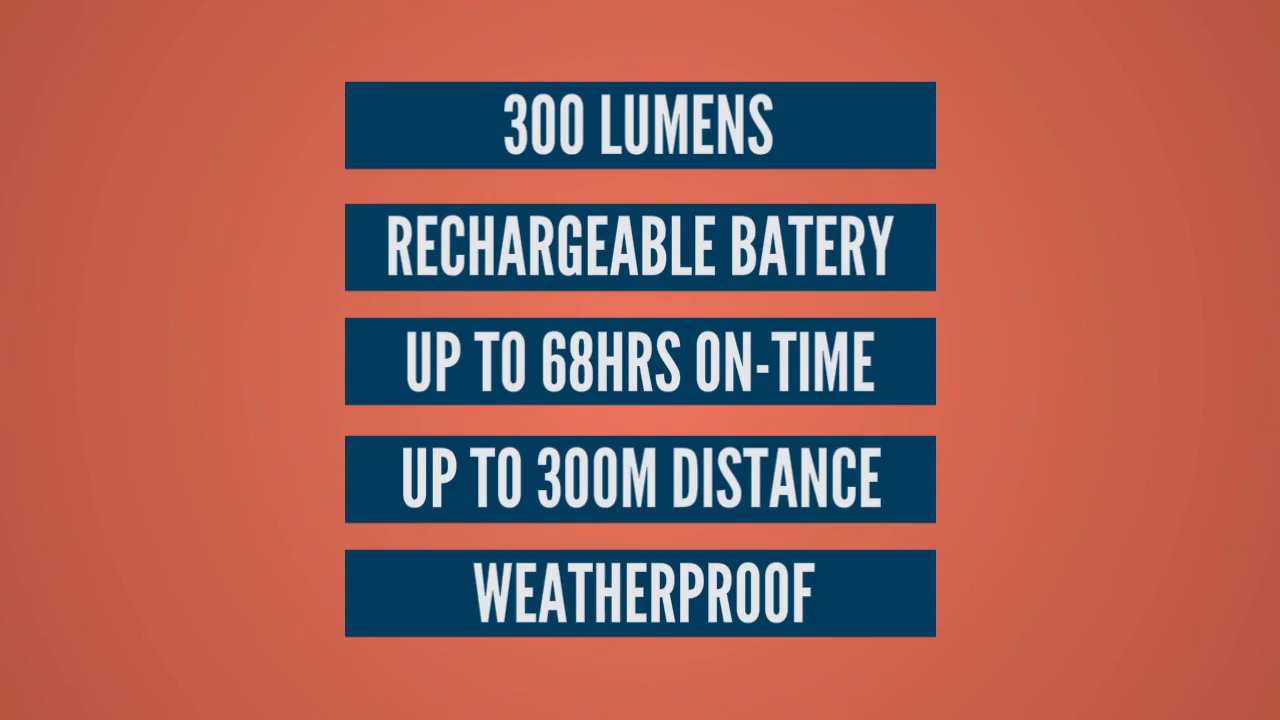 300 LUMENS
RECHARGEABLE BATERY
UP TO 68HRS ON-TIME
UP TO 300M DISTANCE
WEATHERPROOF